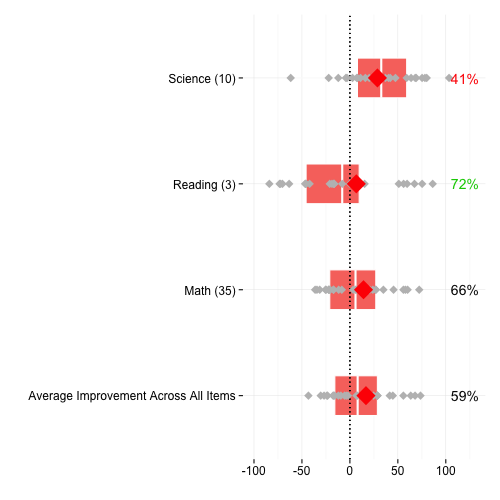 Science (10) 41%
Reading (3) 72%
Math (35) 66%
Average Improvement Across All Items 59%
-100 -50 0 50 100